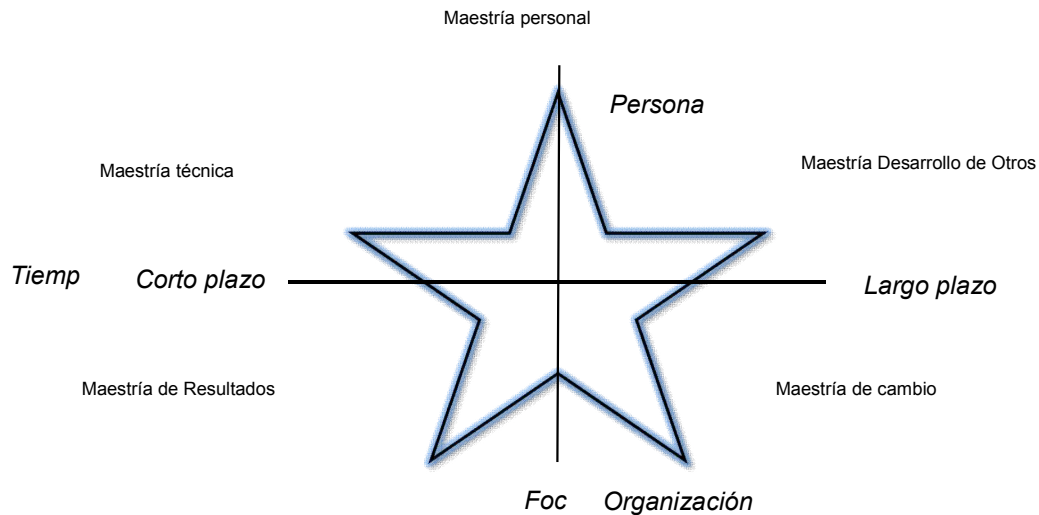 Maestría personal
Persona
Maestría técnica
Maestría Desarrollo de Otros
Tiemp
Corto plazo
Largo plazo
Maestría de Resultados
Maestría de cambio
Foc
Organización